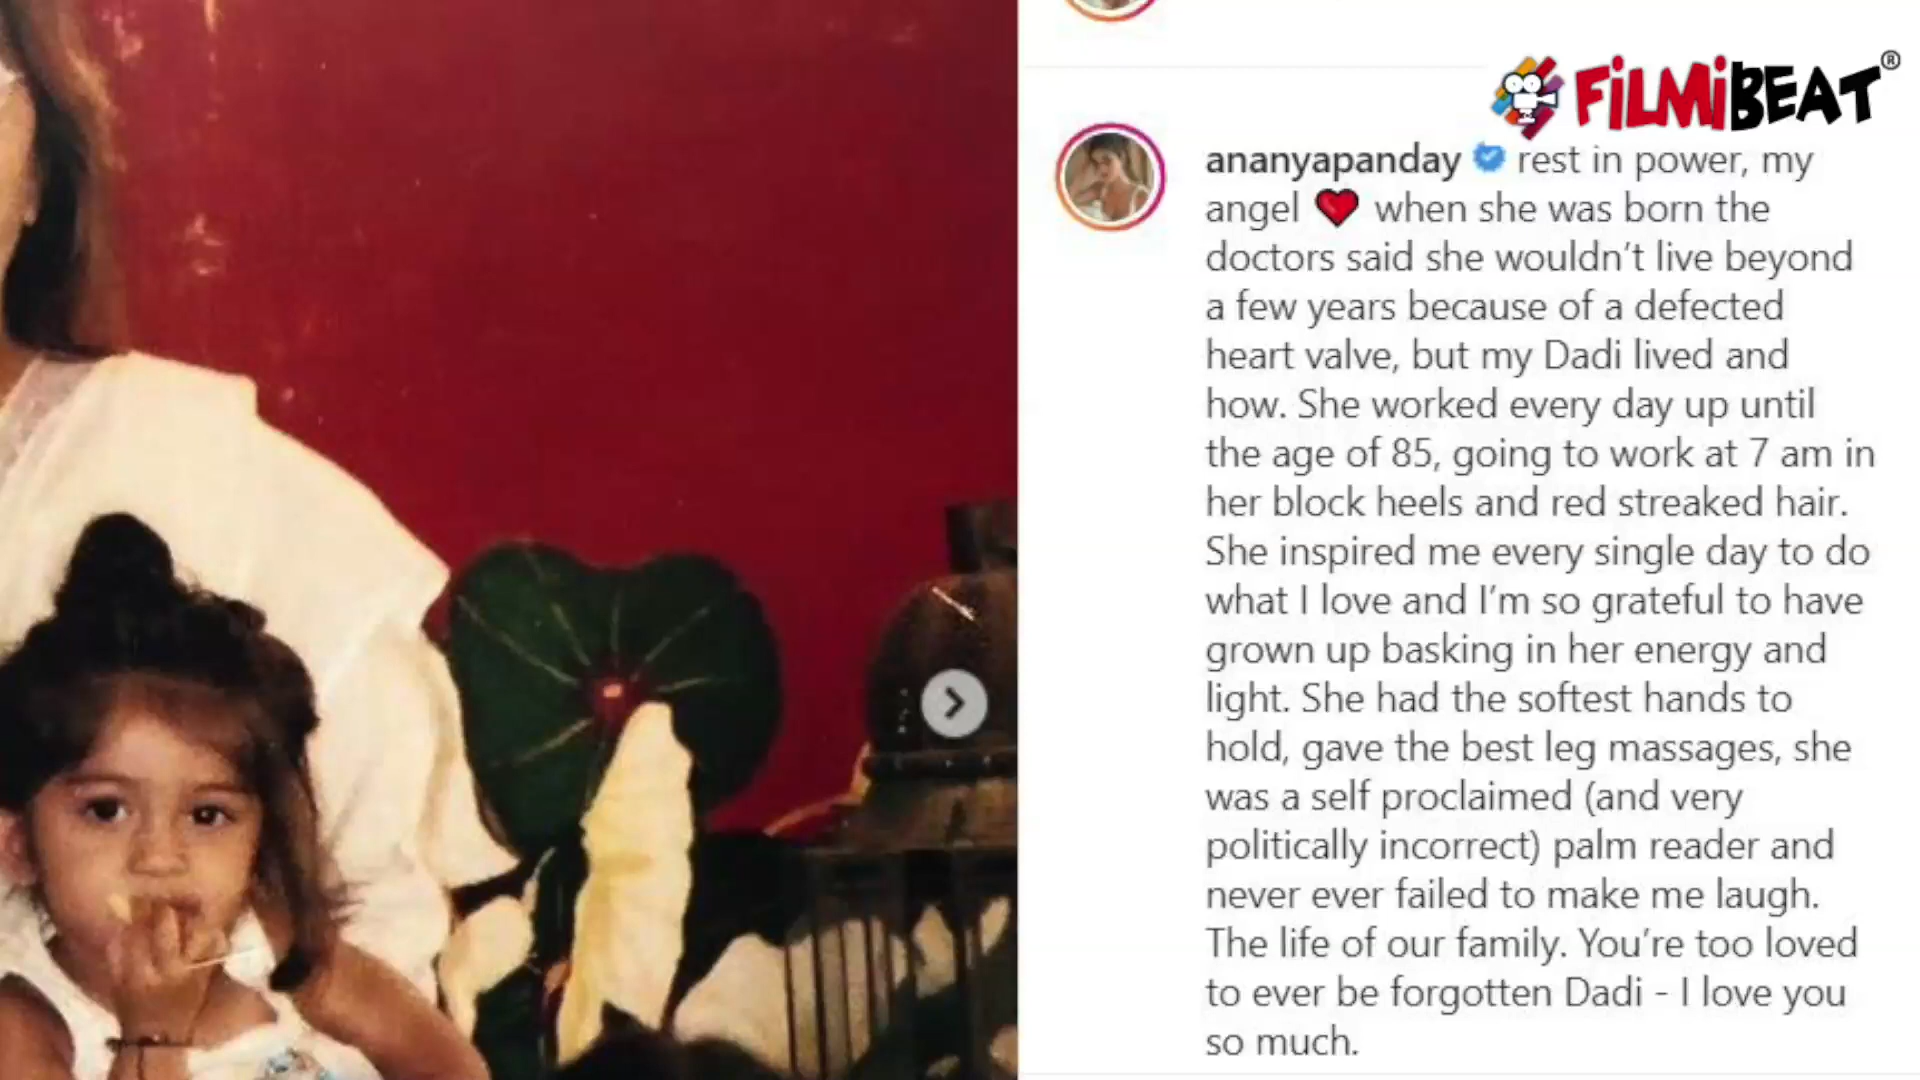 FiLMiBEAT®
ananyapanday rest in power, my
angel ❤️ when she was born the
doctors said she wouldn’t live beyond
a few years because of a defected
heart valve, but my Dadi lived and
how. She worked every day up until
the age of 85, going to work at 7 am in
her block heels and red streaked hair.
She inspired me every single day to do
what I love and I’m so grateful to have
grown up basking in her energy and
light. She had the softest hands to
hold, gave the best leg massages, she
was a self proclaimed (and very
politically incorrect) palm reader and
never ever failed to make me laugh.
The life of our family. You’re too loved
to ever be forgotten Dadi - I love you
so much.